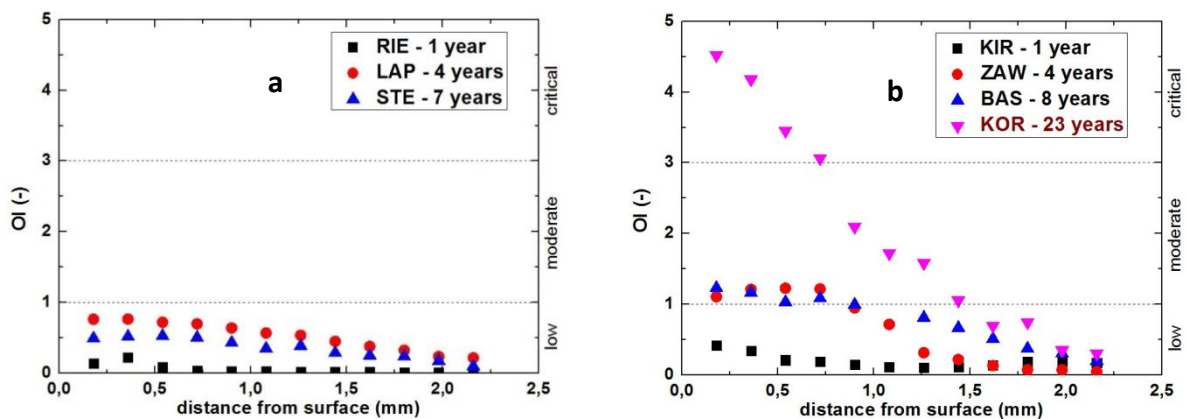 a
RIE - 1 year
LAP - 4 years
STE - 7 years
5
4
3
2
1
0
OI (-)
critical
moderate
low
0,0 0,5 1,0 1,5 2,0 2,5
distance from surface (mm)
b
KIR - 1 year
ZAW - 4 years
BAS - 8 years
KOR - 23 years
5
4
3
2
1
0
OI (-)
critical
moderate
low
0,0 0,5 1,0 1,5 2,0 2,5
distance from surface (mm)